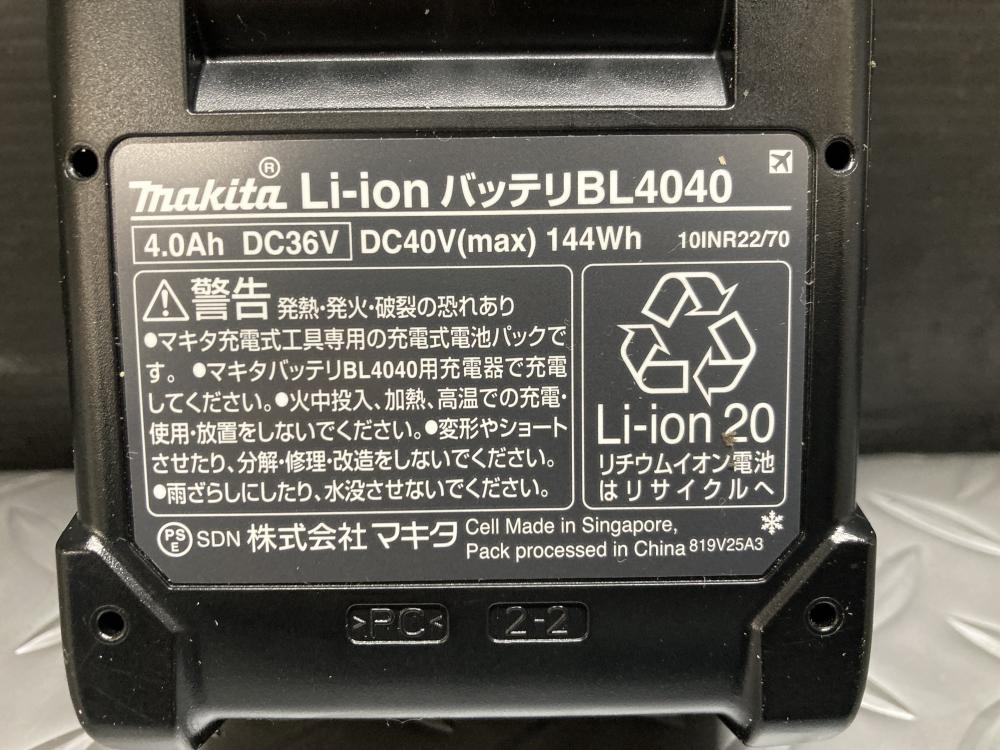 makita® Li-ion バッテリBL4040
4.0Ah DC36V DC40V(max) 144Wh 10INR22/70
警告 発熱・発火・破裂の恐れあり
●マキタ充電式工具専用の充電式電池パックで
す。●マキタバッテリBL4040用充電器で充電
してください。●火中投入、加熱、高温での充電・
使用・放置をしないでください。●変形やショート
させたり、分解・修理・改造をしないでください。
●雨ざらしにしたり、水没させないでください。
Li-ion 20
リチウムイオン電池
はリサイクルへ
PSE SDN 株式会社 マキタ
Cell Made in Singapore,
Pack processed in China 819V25A3
>PC< 2-2